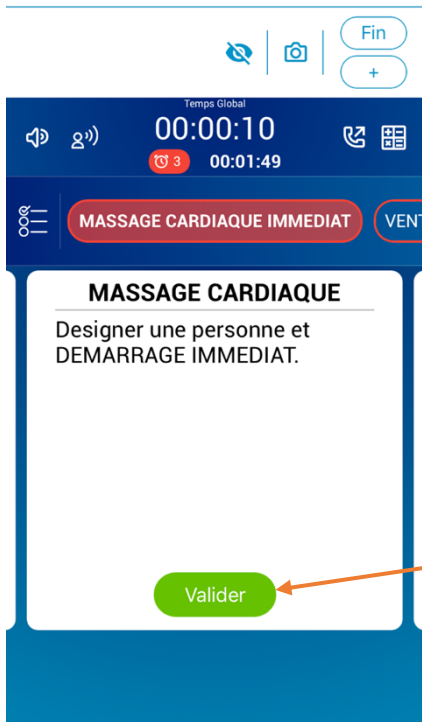 Fin
+
Temps Global
00:00:10
3 00:01:49
MASSAGE CARDIAQUE IMMEDIAT VENT
MASSAGE CARDIAQUE
Designer une personne et
DEMARRAGE IMMEDIAT.
Valider